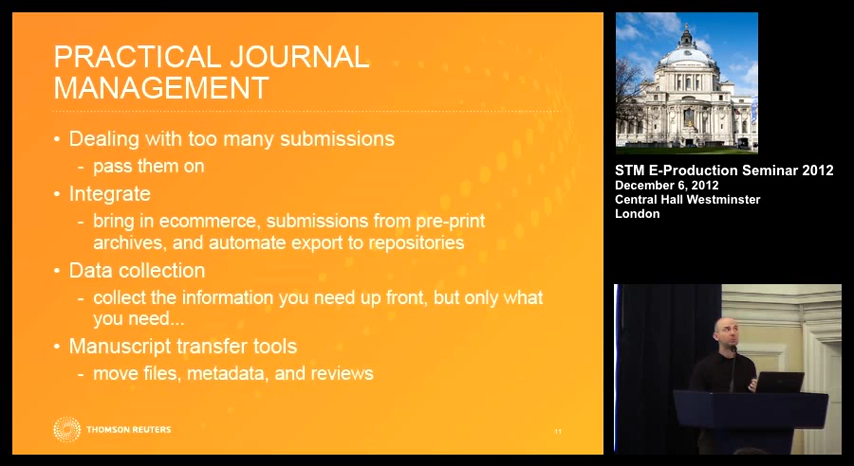 PRACTICAL JOURNAL
MANAGEMENT
• Dealing with too many submissions
- pass them on
• Integrate
- bring in ecommerce, submissions from pre-print
archives, and automate export to repositories
• Data collection
- collect the information you need up front, but only what
you need...
• Manuscript transfer tools
- move files, metadata, and reviews
THOMSON REUTERS
11
STM E-Production Seminar 2012
December 6, 2012
Central Hall Westminster
London